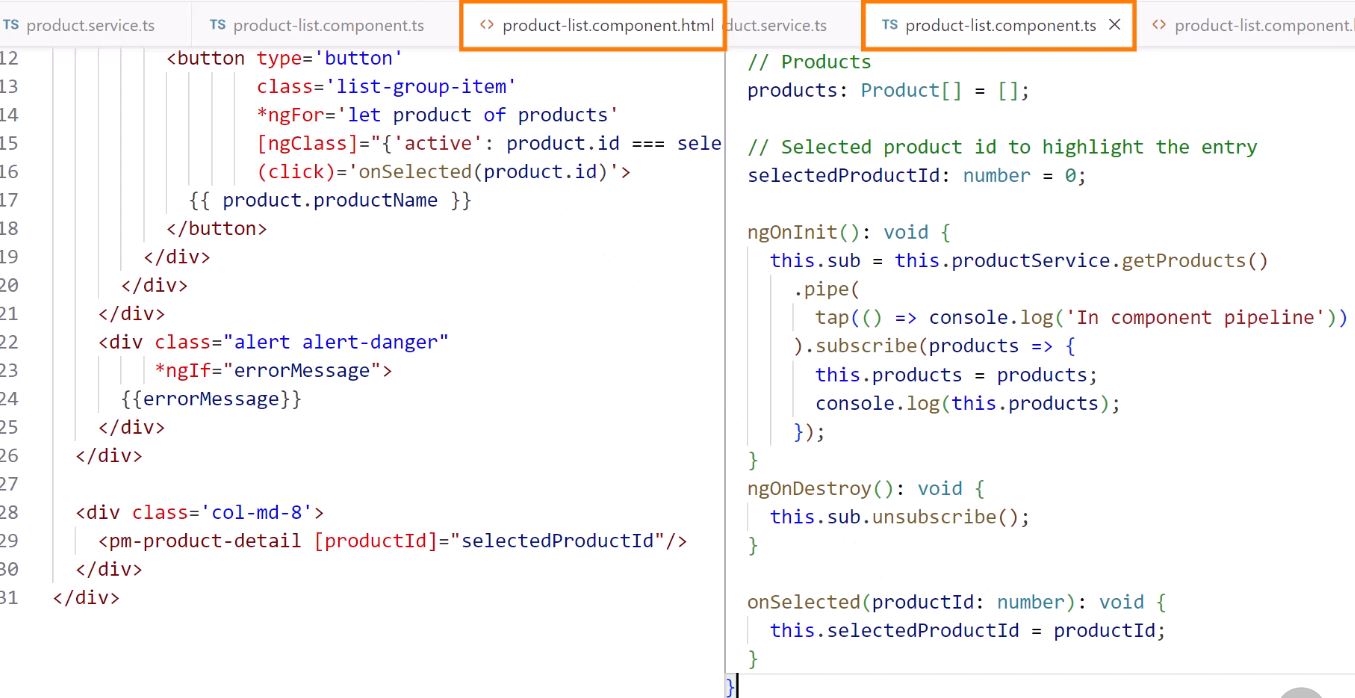 TS product.service.ts
TS product-list.component.ts
<> product-list.component.html
12 <button type='button'
13 class='list-group-item'
14 *ngFor='let product of products'
15 [ngClass]="{'active': product.id === sele
16 (click)='onSelected(product.id)'>
17 {{ product.productName }}
18 </button>
19 </div>
20 </div>
21 </div>
22 <div class="alert alert-danger"
23 *ngIf="errorMessage">
24 {{errorMessage}}
25 </div>
26 </div>
27
28 <div class='col-md-8'>
29 <pm-product-detail [productId]="selectedProductId"/>
30 </div>
31 </div>
duct.service.ts
TS product-list.component.ts ×
<> product-list.component.
// Products
products: Product[] = [];
// Selected product id to highlight the entry
selectedProductId: number = 0;
ngOnInit(): void {
this.sub = this.productService.getProducts()
.pipe(
tap(() => console.log('In component pipeline'))
).subscribe(products => {
this.products = products;
console.log(this.products);
});
}
ngOnDestroy(): void {
this.sub.unsubscribe();
}
onSelected(productId: number): void {
this.selectedProductId = productId;
}
}